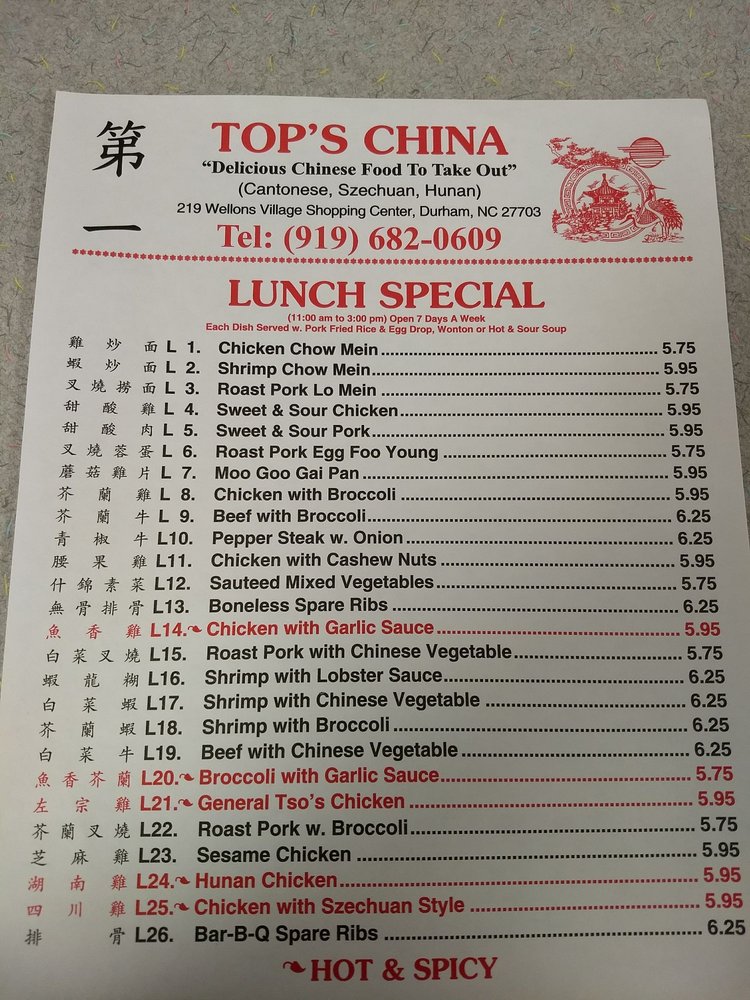 第一
TOP'S CHINA
“Delicious Chinese Food To Take Out”
(Cantonese, Szechuan, Hunan)
219 Wellons Village Shopping Center, Durham, NC 27703
Tel: (919) 682-0609
LUNCH SPECIAL
(11:00 am to 3:00 pm) Open 7 Days A Week
Each Dish Served w. Pork Fried Rice & Egg Drop, Wonton or Hot & Sour Soup
雞炒面 L 1. Chicken Chow Mein 5.75
蝦炒面 L 2. Shrimp Chow Mein 5.95
叉燒撈面 L 3. Roast Pork Lo Mein 5.75
甜酸雞 L 4. Sweet & Sour Chicken 5.95
甜酸肉 L 5. Sweet & Sour Pork 5.95
叉燒蓉蛋 L 6. Roast Pork Egg Foo Young 5.75
蘑菇雞片 L 7. Moo Goo Gai Pan 5.95
芥蘭雞 L 8. Chicken with Broccoli 5.95
芥蘭牛 L 9. Beef with Broccoli 6.25
青椒牛 L10. Pepper Steak w. Onion 6.25
腰果雞 L11. Chicken with Cashew Nuts 5.95
什錦素菜 L12. Sauteed Mixed Vegetables 5.75
無骨排骨 L13. Boneless Spare Ribs 6.25
魚香雞 L14. Chicken with Garlic Sauce 5.95
白菜叉燒 L15. Roast Pork with Chinese Vegetable 5.75
蝦龍糊 L16. Shrimp with Lobster Sauce 6.25
白菜蝦 L17. Shrimp with Chinese Vegetable 6.25
芥蘭蝦 L18. Shrimp with Broccoli 6.25
白菜牛 L19. Beef with Chinese Vegetable 6.25
魚香芥蘭 L20. Broccoli with Garlic Sauce 5.75
左宗雞 L21. General Tso's Chicken 5.95
芥蘭叉燒 L22. Roast Pork w. Broccoli 5.75
芝麻雞 L23. Sesame Chicken 5.95
湖南雞 L24. Hunan Chicken 5.95
四川雞 L25. Chicken with Szechuan Style 5.95
排骨 L26. Bar-B-Q Spare Ribs 6.25
HOT & SPICY